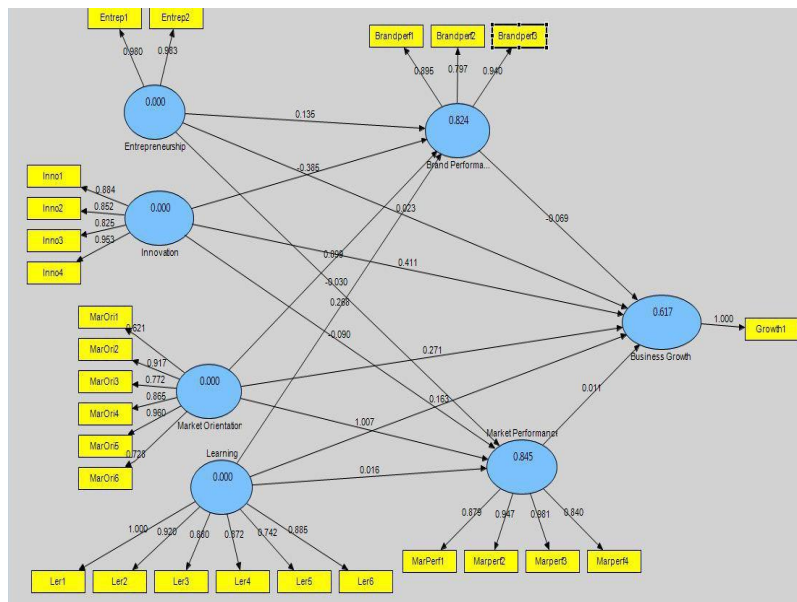 Entrep1
Entrep2
0.980
0.983
0.000
Entrepreneurship
Brandperf1
Brandperf2
Brandperf3
0.895
0.797
0.940
0.824
Brand Performa...
0.135
-0.385
0.023
-0.069
Inno1
Inno2
Inno3
Inno4
0.884
0.852
0.825
0.953
0.000
Innovation
0.099
0.411
-0.030
0.268
-0.090
0.617
Business Growth
1.000
Growth1
MarOri1
MarOri2
MarOri3
MarOri4
MarOri5
MarOri6
0.621
0.917
0.772
0.865
0.960
0.728
0.000
Market Orientation
0.271
0.163
0.011
1.007
Learning
0.000
0.016
Market Performance
0.845
1.000
0.920
0.880
0.872
0.742
0.885
Ler1
Ler2
Ler3
Ler4
Ler5
Ler6
0.879
0.947
0.981
0.840
MarPerf1
Marperf2
Marperf3
Marperf4